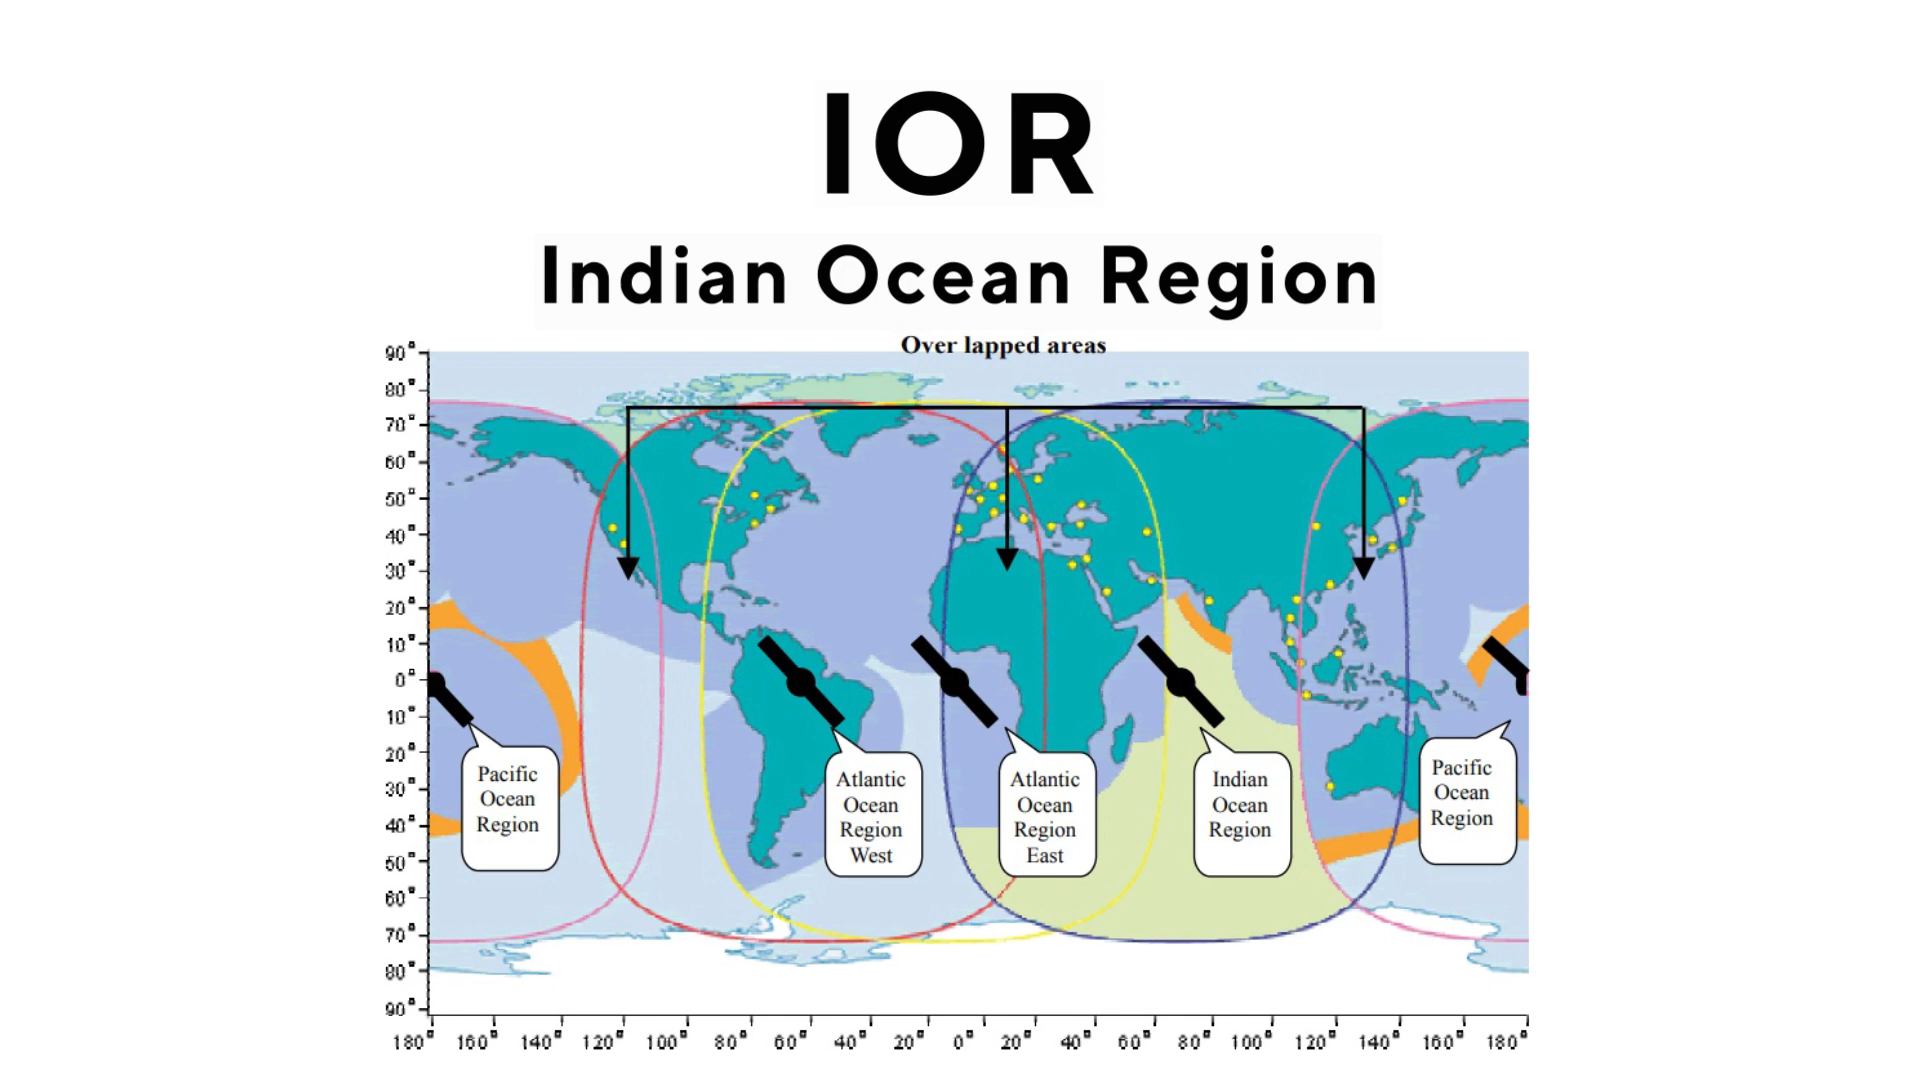 IOR
Indian Ocean Region
Over lapped areas
90°
80°
70°
60°
50°
40°
30°
20°
10°
0°
10°
20°
30°
40°
50°
60°
70°
80°
90°
Pacific
Ocean
Region
Atlantic
Ocean
Region
West
Atlantic
Ocean
Region
East
Indian
Ocean
Region
Pacific
Ocean
Region
180° 160° 140° 120° 100° 80° 60° 40° 20° 0° 20° 40° 60° 80° 100° 120° 140° 160° 180°